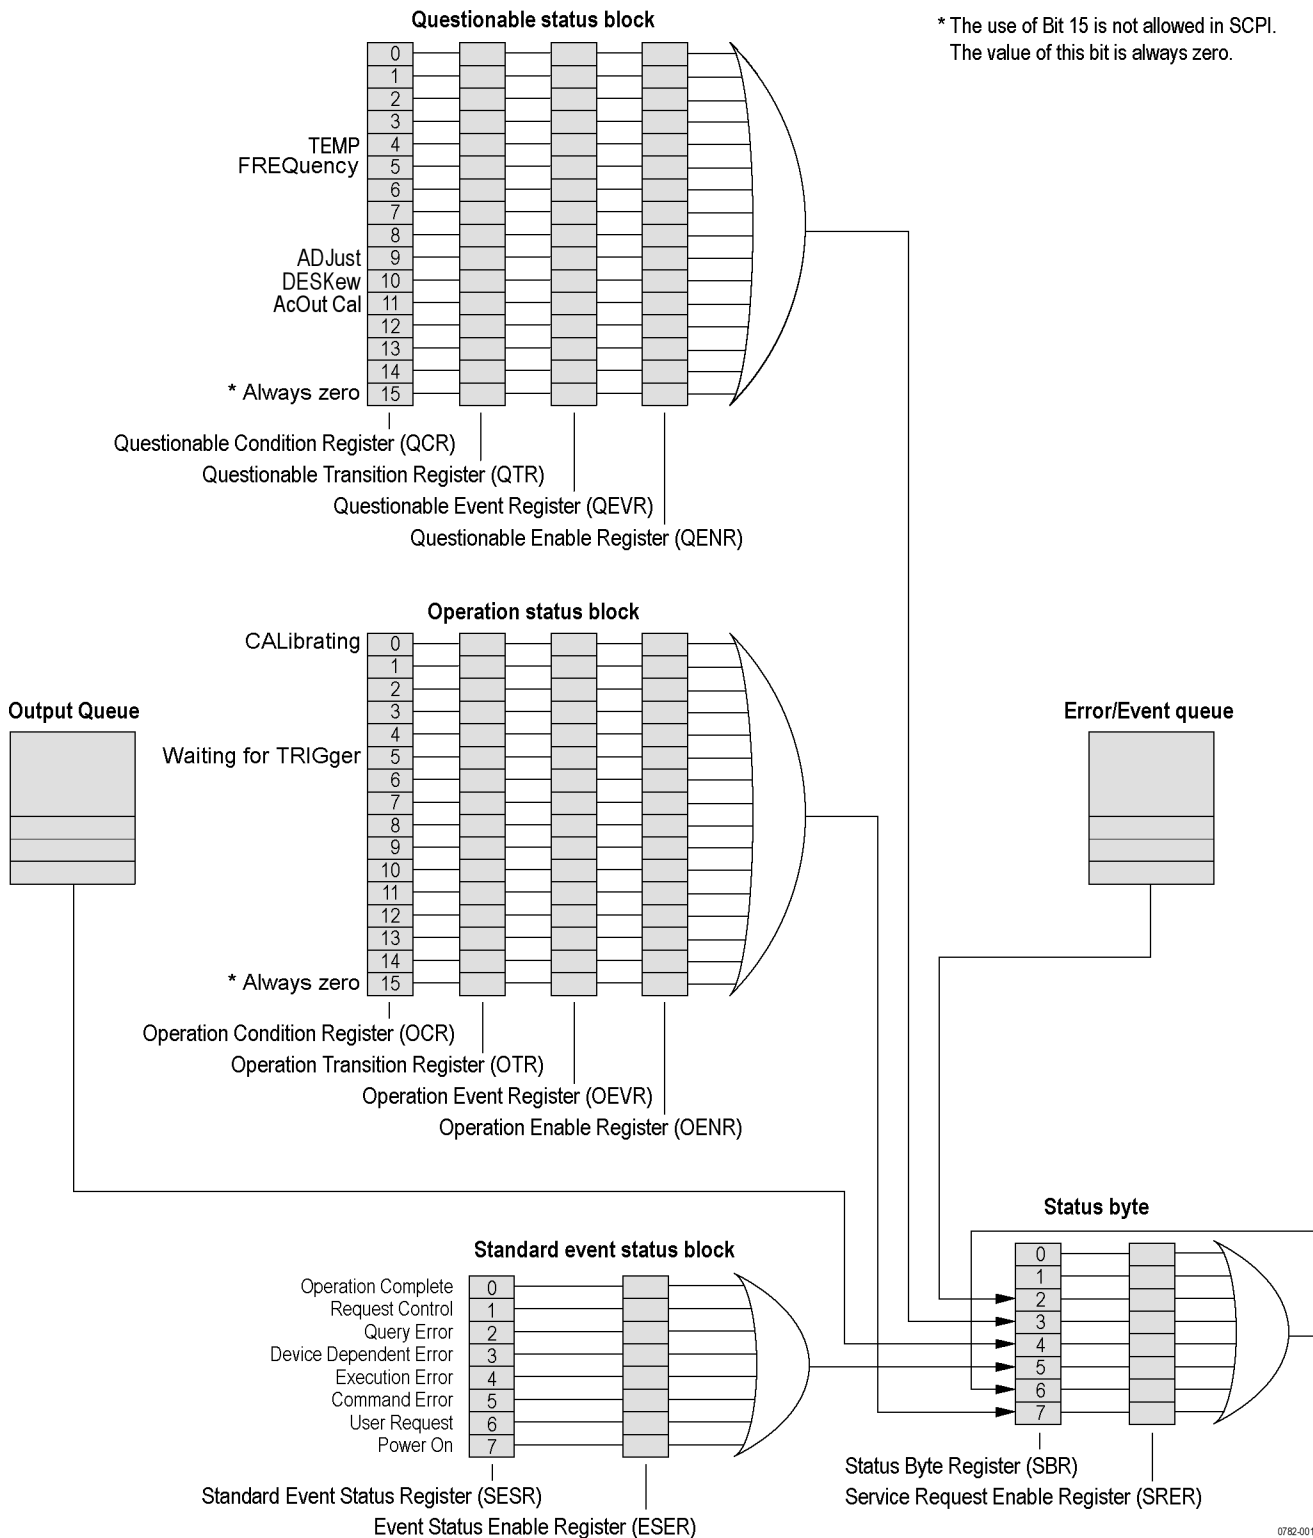 Questionable status block
* The use of Bit 15 is not allowed in SCPI.
The value of this bit is always zero.
0
1
2
3
TEMP 4
FREQuency 5
6
7
8
ADJust 9
DESKew 10
AcOut Cal 11
12
13
14
* Always zero 15
Questionable Condition Register (QCR)
Questionable Transition Register (QTR)
Questionable Event Register (QEVR)
Questionable Enable Register (QENR)
Operation status block
CALibrating 0
1
2
3
4
Waiting for TRIGger 5
6
7
8
9
10
11
12
13
14
* Always zero 15
Operation Condition Register (OCR)
Operation Transition Register (OTR)
Operation Event Register (OEVR)
Operation Enable Register (OENR)
Output Queue
Error/Event queue
Standard event status block
Operation Complete 0
Request Control 1
Query Error 2
Device Dependent Error 3
Execution Error 4
Command Error 5
User Request 6
Power On 7
Standard Event Status Register (SESR)
Event Status Enable Register (ESER)
Status byte
0
1
2
3
4
5
6
7
Status Byte Register (SBR)
Service Request Enable Register (SRER)
0782-001